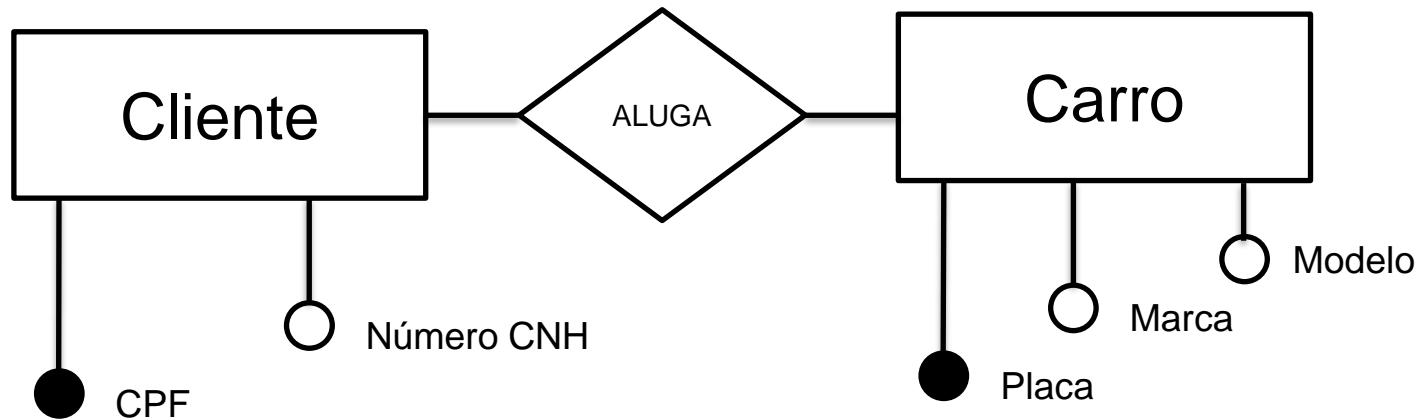 Cliente
ALUGA
Carro
Modelo
Marca
Número CNH
Placa
CPF